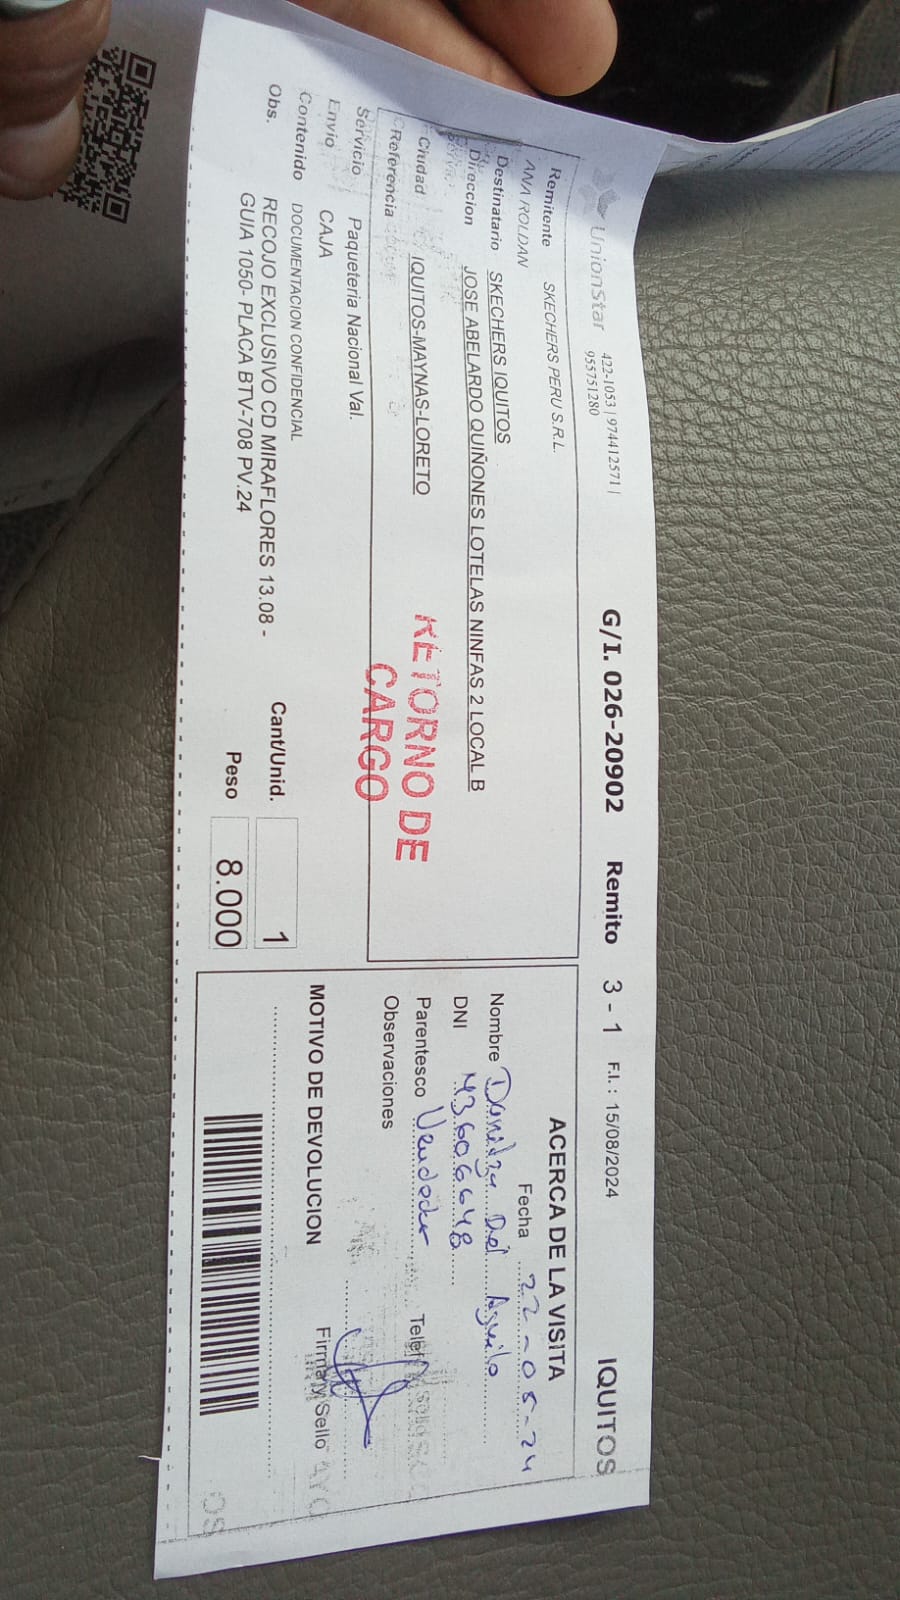 UnionStar 422-1053 | 974412571 |
955751280
G/I. 026-20902 Remito 3 - 1 F.I.: 15/08/2024 IQUITOS
Remitente SKECHERS PERU S.R.L.
ANA ROLDAN
Destinatario SKECHERS IQUITOS
Direccion JOSE ABELARDO QUIÑONES LOTELAS NINFAS 2 LOCAL B
Ciudad IQUITOS-MAYNAS-LORETO
Referencia
RETORNO DE
CARGO
Servicio Paqueteria Nacional Val.
Envio CAJA
Contenido DOCUMENTACION CONFIDENCIAL
Obs. RECOJO EXCLUSIVO CD MIRAFLORES 13.08 -
GUIA 1050- PLACA BTV-708 PV.24
Cant/Unid. 1
Peso 8.000
ACERCA DE LA VISITA
Fecha 22-08-24
Nombre Del Aguila
DNI 43606648
Parentesco Vendedor
Observaciones
Firma y Sello
MOTIVO DE DEVOLUCION